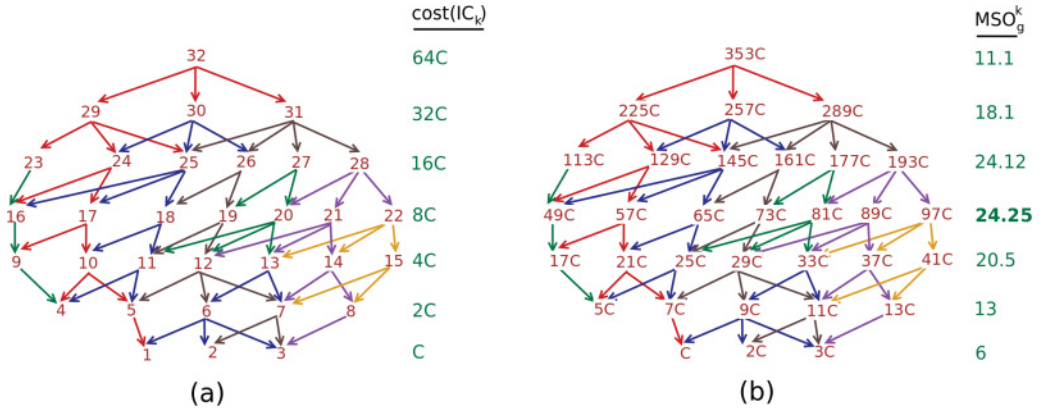 cost(IC_k)
32
64C
29 30 31
32C
23 24 25 26 27 28
16C
16 17 18 19 20 21 22
8C
9 10 11 12 13 14 15
4C
4 5 6 7 8
2C
1 2 3
C
(a)
MSO_g^k
353C
11.1
225C 257C 289C
18.1
113C 129C 145C 161C 177C 193C
24.12
49C 57C 65C 73C 81C 89C 97C
24.25
17C 21C 25C 29C 33C 37C 41C
20.5
5C 7C 9C 11C 13C
13
C 2C 3C
6
(b)